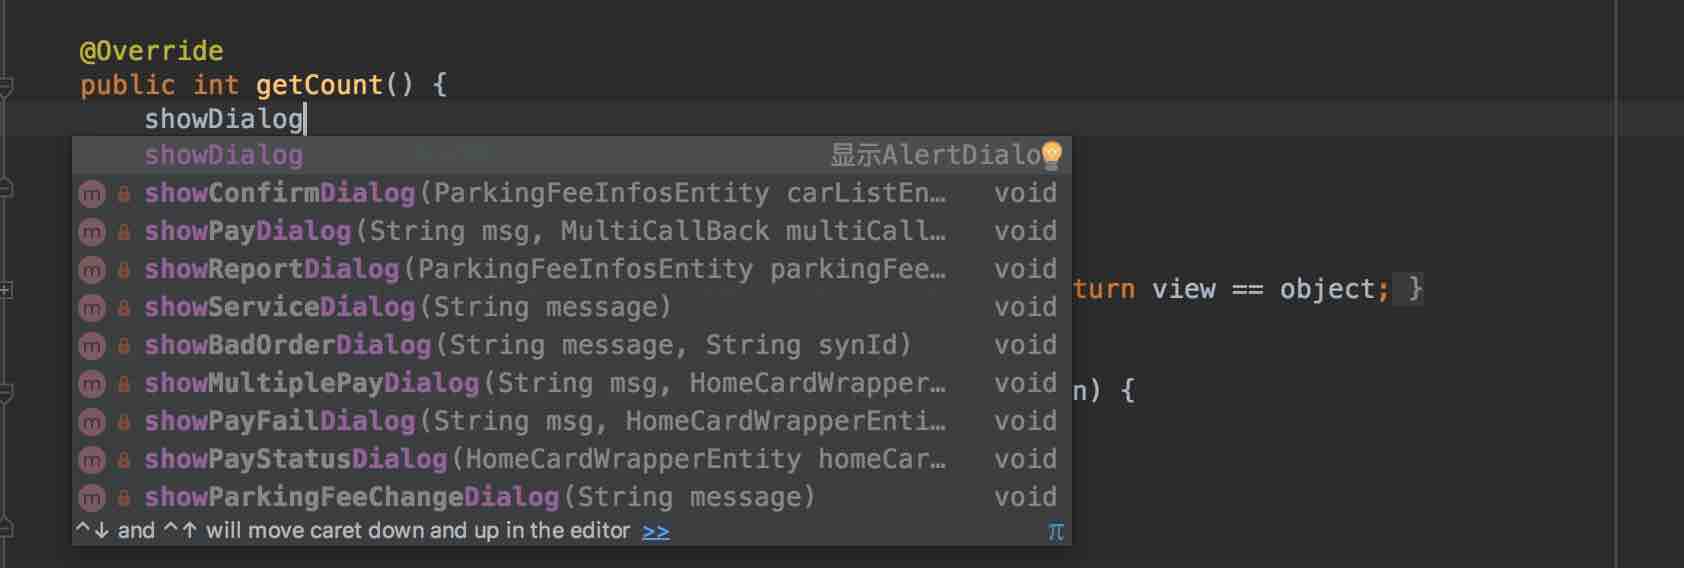 @Override
public int getCount() {
showDialog
showDialog 显示AlertDialo
m showConfirmDialog(ParkingFeeInfosEntity carListEn… void
m showPayDialog(String msg, MultiCallBack multiCall… void
m showReportDialog(ParkingFeeInfosEntity parkingFee… void
turn view == object; }
m showServiceDialog(String message) void
m showBadOrderDialog(String message, String synId) void
m showMultiplePayDialog(String msg, HomeCardWrapper… void
n) {
m showPayFailDialog(String msg, HomeCardWrapperEnti… void
m showPayStatusDialog(HomeCardWrapperEntity homeCar… void
m showParkingFeeChangeDialog(String message) void
^↓ and ^↑ will move caret down and up in the editor >> π